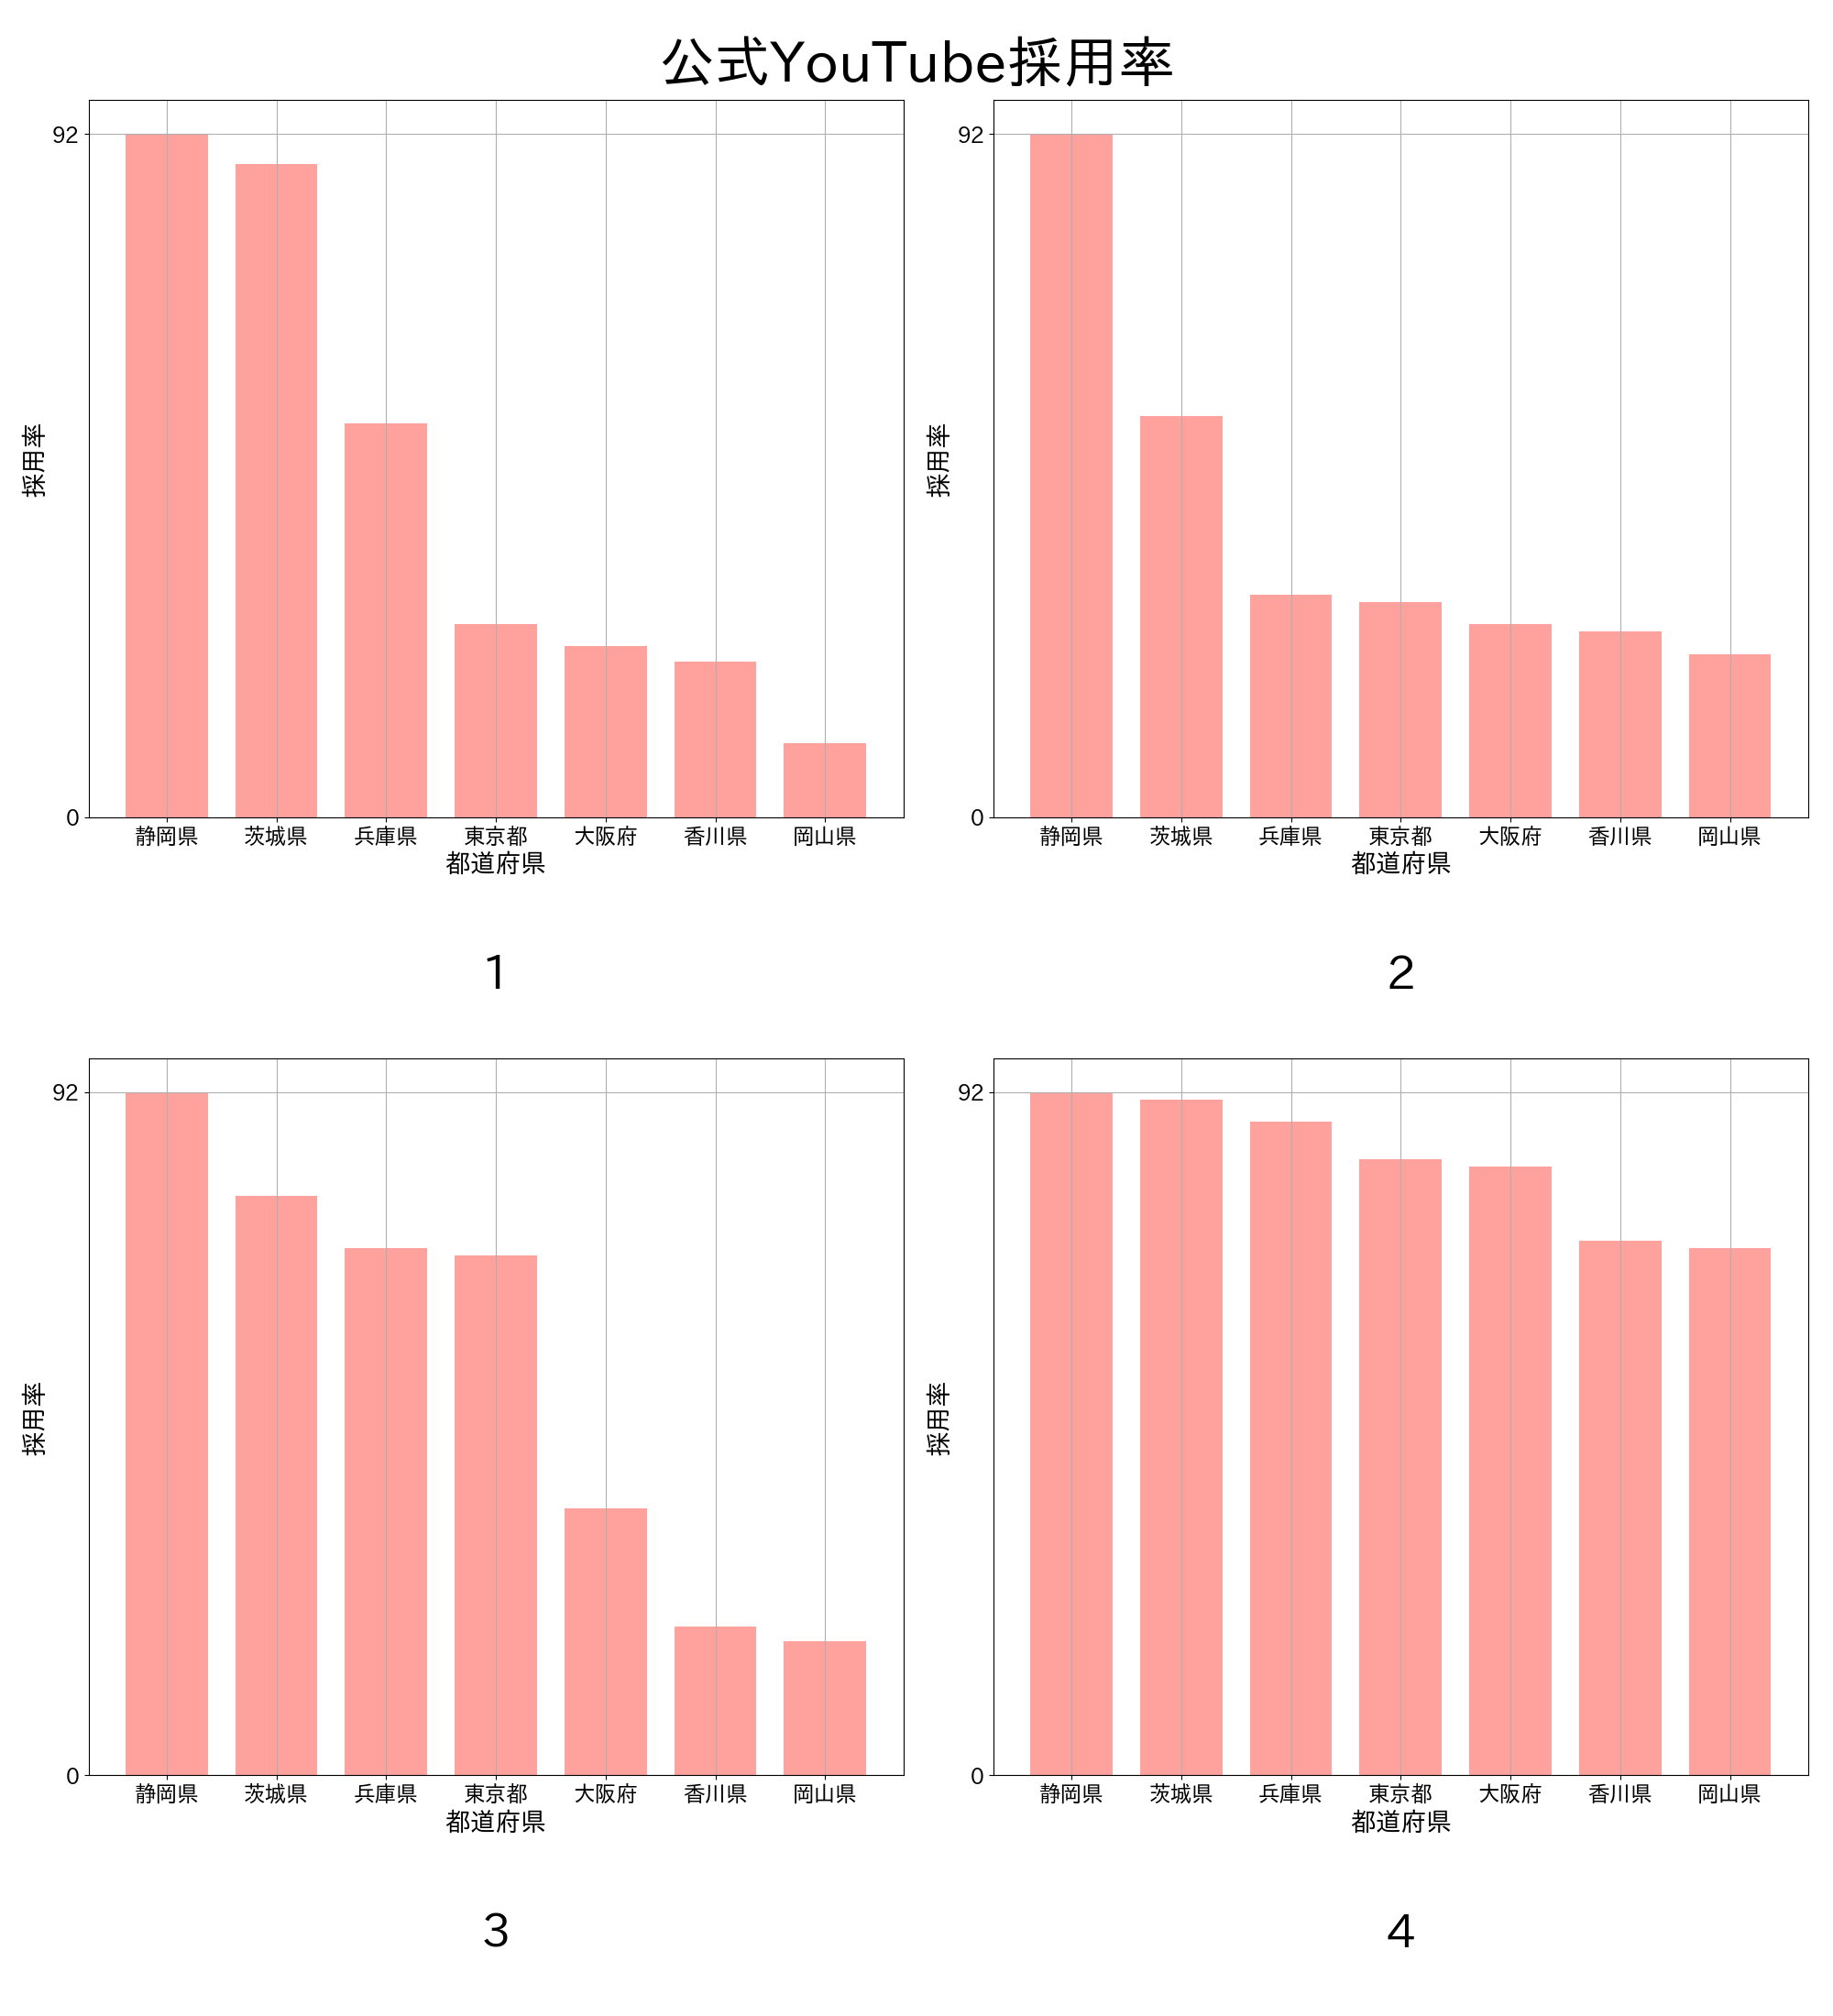 公式YouTube採用率
92
採用率
0
静岡県 茨城県 兵庫県 東京都 大阪府 香川県 岡山県
都道府県
1
92
採用率
0
静岡県 茨城県 兵庫県 東京都 大阪府 香川県 岡山県
都道府県
2
92
採用率
0
静岡県 茨城県 兵庫県 東京都 大阪府 香川県 岡山県
都道府県
3
92
採用率
0
静岡県 茨城県 兵庫県 東京都 大阪府 香川県 岡山県
都道府県
4